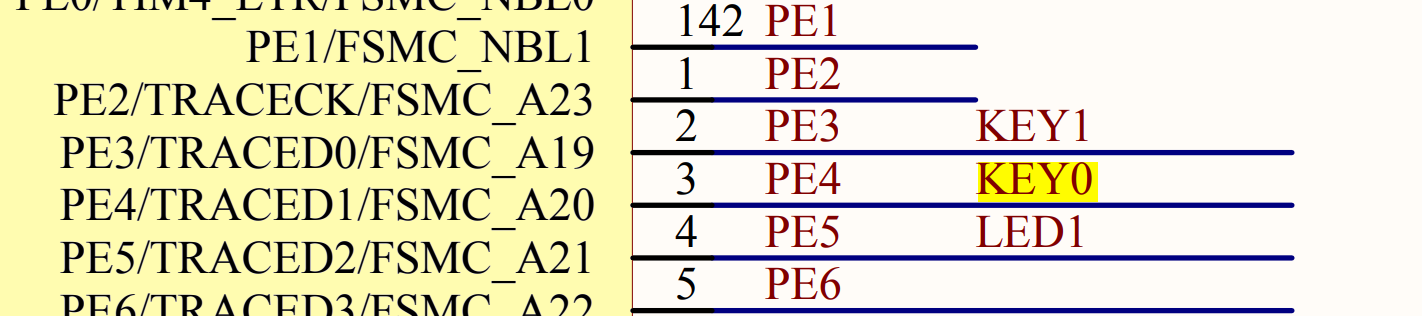 PE0/TIM4_ETR/FSMC_NBL0
142 PE1
PE1/FSMC_NBL1
1 PE2
PE2/TRACECK/FSMC_A23
2 PE3 KEY1
PE3/TRACED0/FSMC_A19
3 PE4 KEY0
PE4/TRACED1/FSMC_A20
4 PE5 LED1
PE5/TRACED2/FSMC_A21
5 PE6
PE6/TRACED3/FSMC_A22